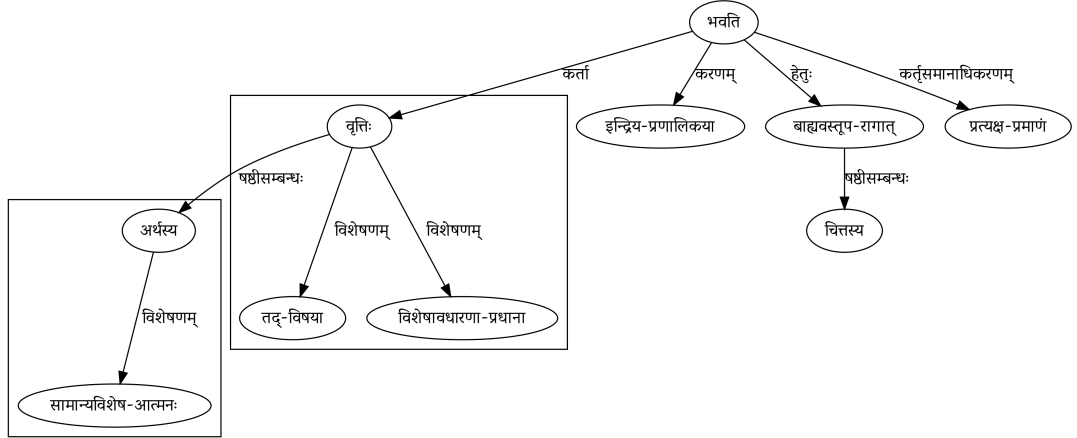 भवति
कर्ता
करणम्
हेतुः
कर्तृसमानाधिकरणम्
वृत्तिः
इन्द्रिय-प्रणालिकया
बाह्यवस्तूप-रागात्
प्रत्यक्ष-प्रमाणं
षष्ठीसम्बन्धः
षष्ठीसम्बन्धः
अर्थस्य
विशेषणम्
विशेषणम्
चित्तस्य
विशेषणम्
तद्-विषया
विशेषावधारणा-प्रधाना
सामान्यविशेष-आत्मनः